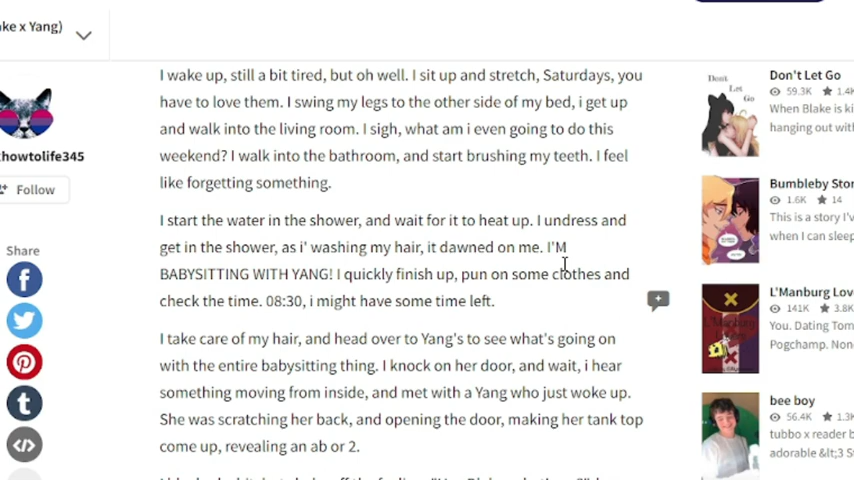 ke x Yang)
I wake up, still a bit tired, but oh well. I sit up and stretch, Saturdays, you
have to love them. I swing my legs to the other side of my bed, i get up
and walk into the living room. I sigh, what am i even going to do this
weekend? I walk into the bathroom, and start brushing my teeth. I feel
like forgetting something.
I start the water in the shower, and wait for it to heat up. I undress and
get in the shower, as i' washing my hair, it dawned on me. I'M
BABYSITTING WITH YANG! I quickly finish up, pun on some clothes and
check the time. 08:30, i might have some time left.
I take care of my hair, and head over to Yang's to see what's going on
with the entire babysitting thing. I knock on her door, and wait, i hear
something moving from inside, and met with a Yang who just woke up.
She was scratching her back, and opening the door, making her tank top
come up, revealing an ab or 2.
howtolife345
Follow
Share
Don't Let Go
Don't Let Go
59.3K 1.4K
When Blake is ki
hanging out with
Bumbleby Stor
1.6K 14
This is a story I'v
when I can sleep
L'Manburg Lov
141K 3.8K
You. Dating Tom
Pogchamp. None
bee boy
56.4K 1.3K
tubbo x reader b
adorable &lt;3 S